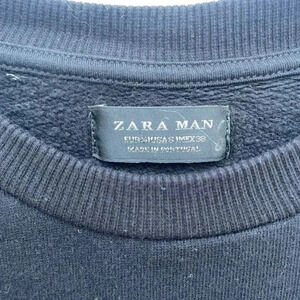 ZARA MAN
EUR M USA S MEX 38
MADE IN PORTUGAL